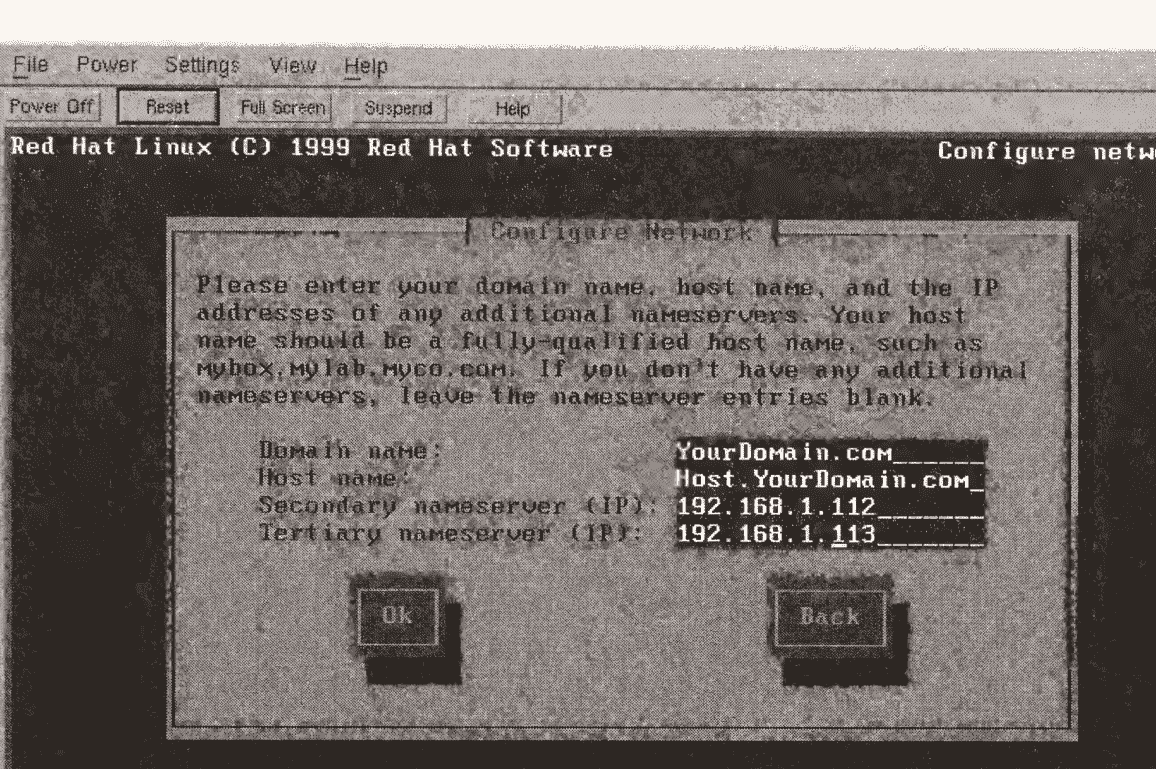 File Power Settings View Help
Power Off Reset Full Screen Suspend Help
Red Hat Linux (C) 1999 Red Hat Software Configure netw
Configure Network
Please enter your domain name, host name, and the IP
addresses of any additional nameservers. Your host
name should be a fully-qualified host name, such as
mybox.mylab.myco.com. If you don't have any additional
nameservers, leave the nameserver entries blank.
Domain name: YourDomain.com
Host name: Host.YourDomain.com
Secondary nameserver (IP): 192.168.1.112
Tertiary nameserver (IP): 192.168.1.113
Ok Back